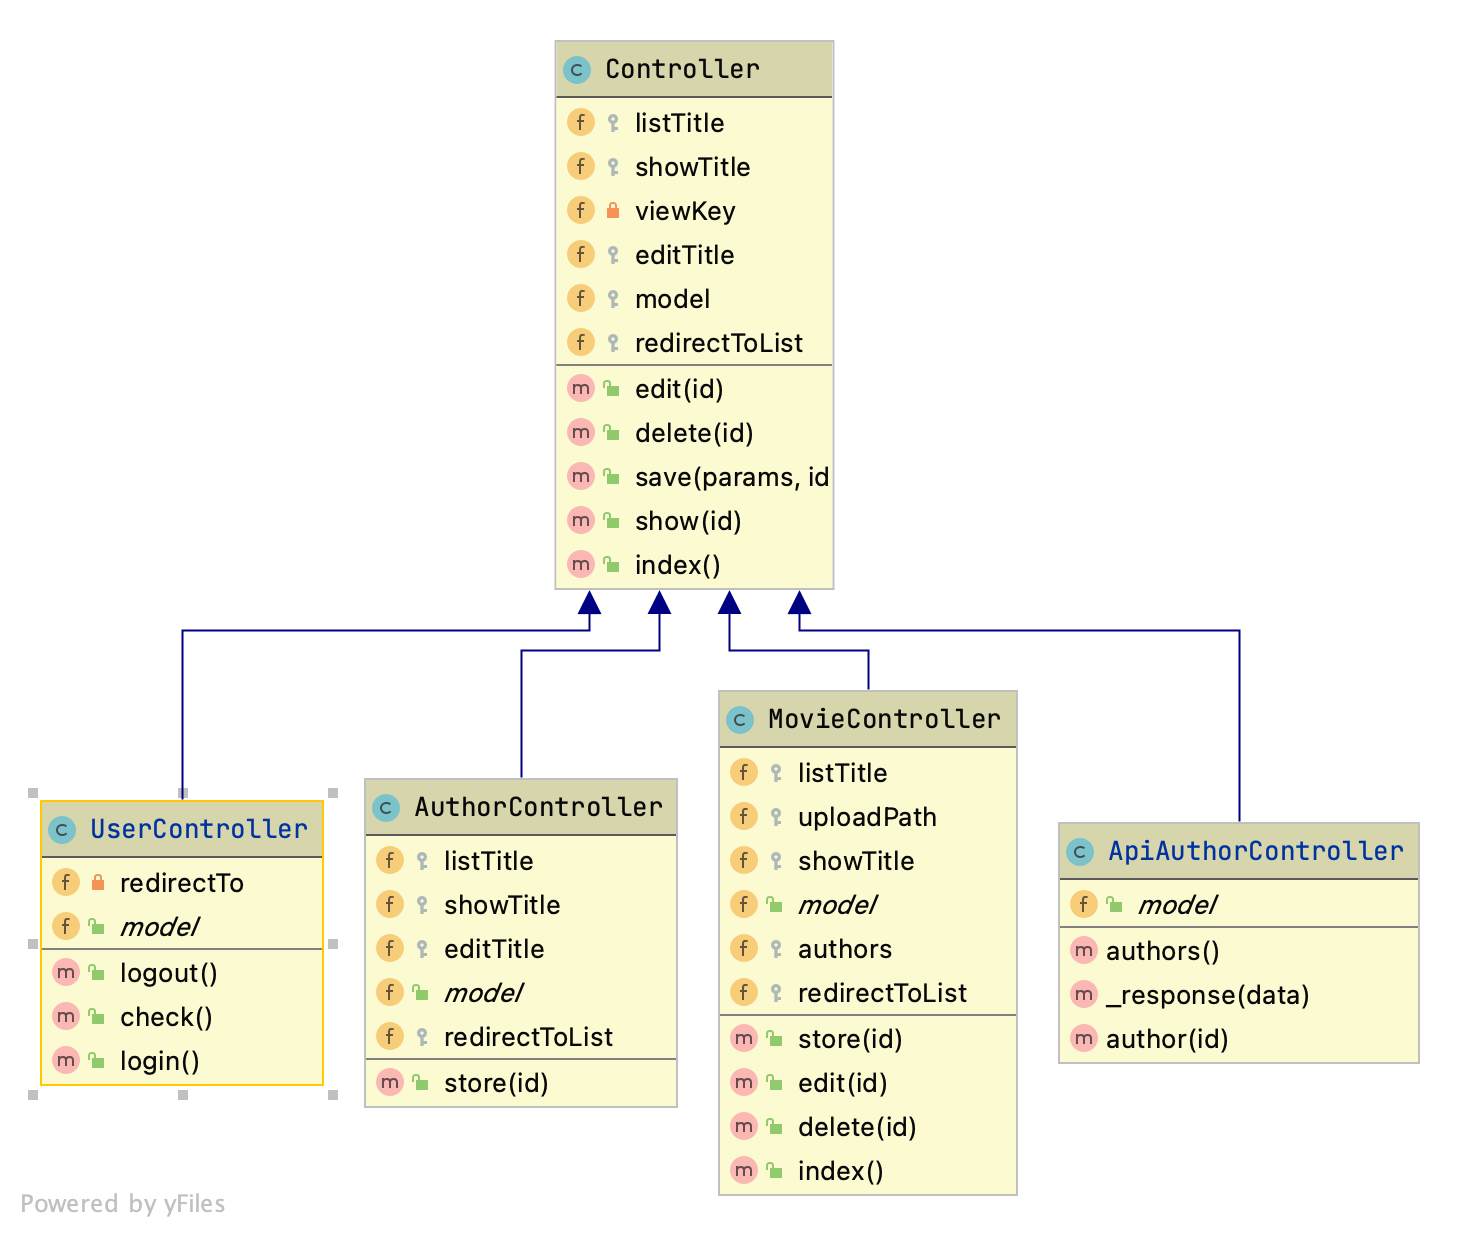 Controller
listTitle
showTitle
viewKey
editTitle
model
redirectToList
edit(id)
delete(id)
save(params, id
show(id)
index()
UserController
redirectTo
model
logout()
check()
login()
AuthorController
listTitle
showTitle
editTitle
model
redirectToList
store(id)
MovieController
listTitle
uploadPath
showTitle
model
authors
redirectToList
store(id)
edit(id)
delete(id)
index()
ApiAuthorController
model
authors()
_response(data)
author(id)
Powered by yFiles